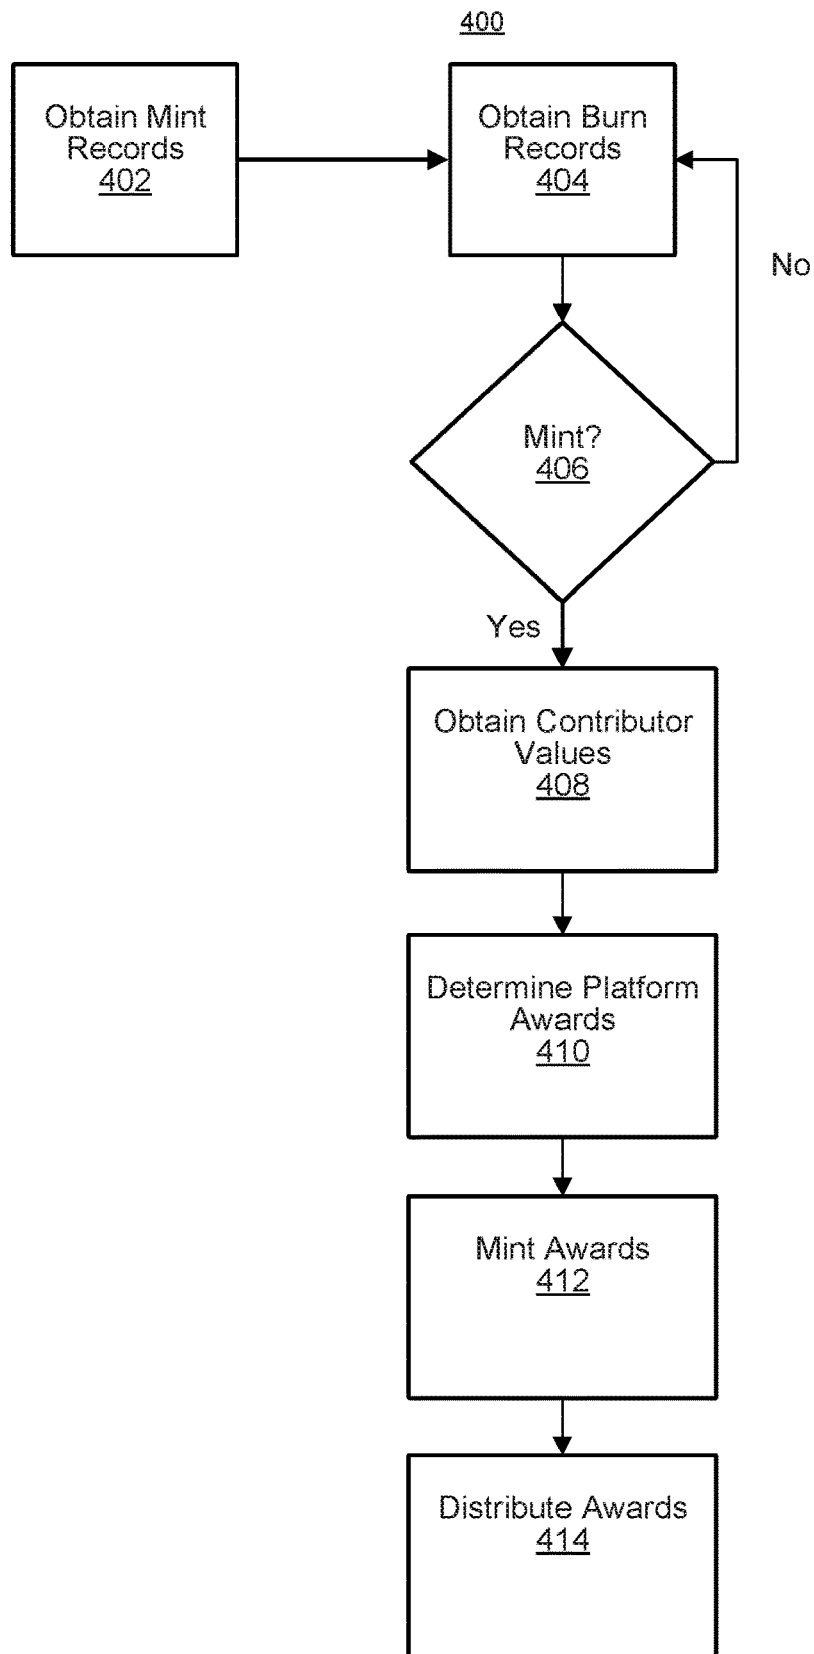 400
Obtain Mint
Records
402
Obtain Burn
Records
404
No
Mint?
406
Yes
Obtain Contributor
Values
408
Determine Platform
Awards
410
Mint Awards
412
Distribute Awards
414